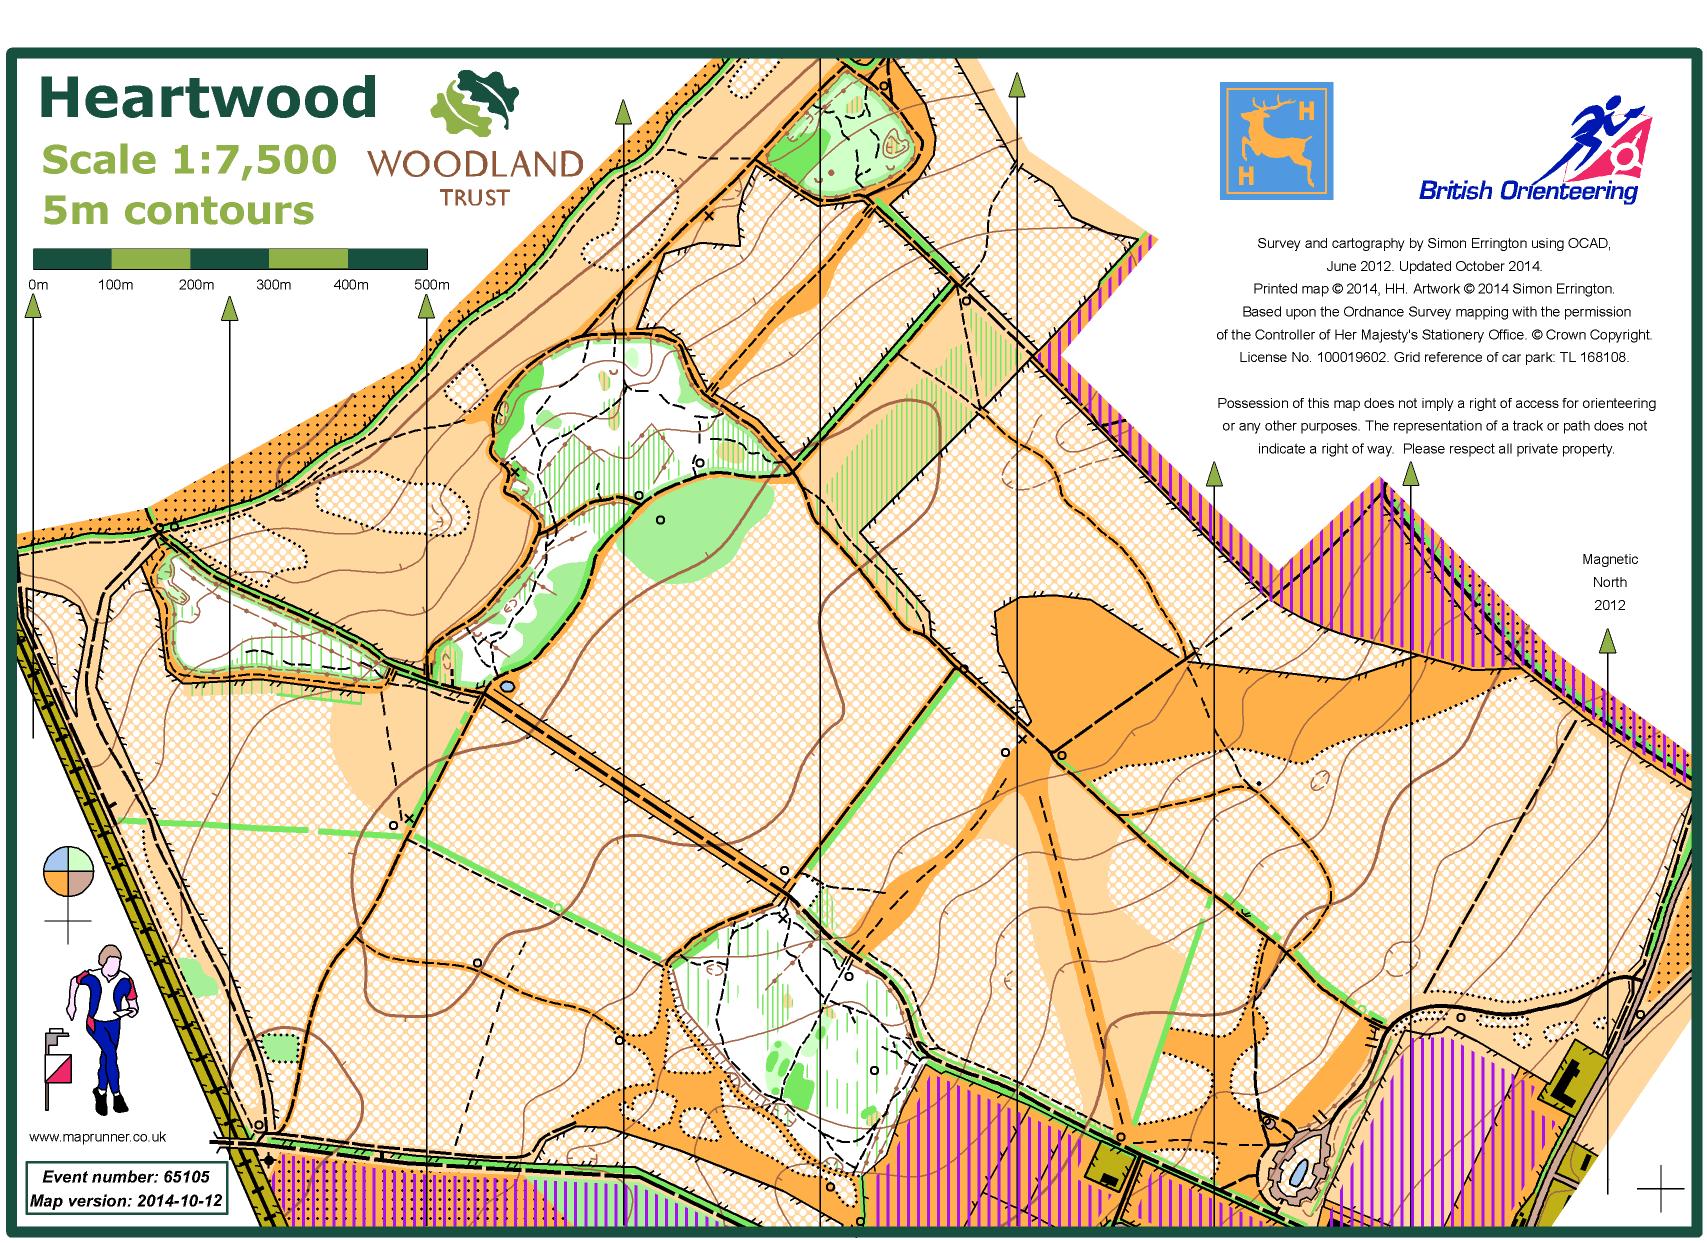 Heartwood
Scale 1:7,500
5m contours
WOODLAND
TRUST
0m 100m 200m 300m 400m 500m
H
H
British Orienteering
Survey and cartography by Simon Errington using OCAD,
June 2012. Updated October 2014.
Printed map © 2014, HH. Artwork © 2014 Simon Errington.
Based upon the Ordnance Survey mapping with the permission
of the Controller of Her Majesty's Stationery Office. © Crown Copyright.
License No. 100019602. Grid reference of car park: TL 168108.
Possession of this map does not imply a right of access for orienteering
or any other purposes. The representation of a track or path does not
indicate a right of way. Please respect all private property.
Magnetic
North
2012
www.maprunner.co.uk
Event number: 65105
Map version: 2014-10-12